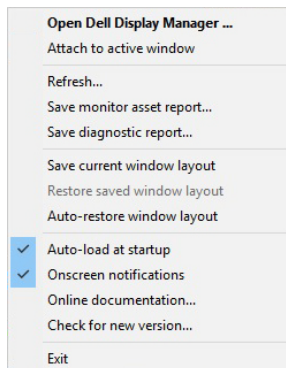 Open Dell Display Manager ...
Attach to active window
Refresh...
Save monitor asset report...
Save diagnostic report...
Save current window layout
Restore saved window layout
Auto-restore window layout
Auto-load at startup
Onscreen notifications
Online documentation...
Check for new version...
Exit